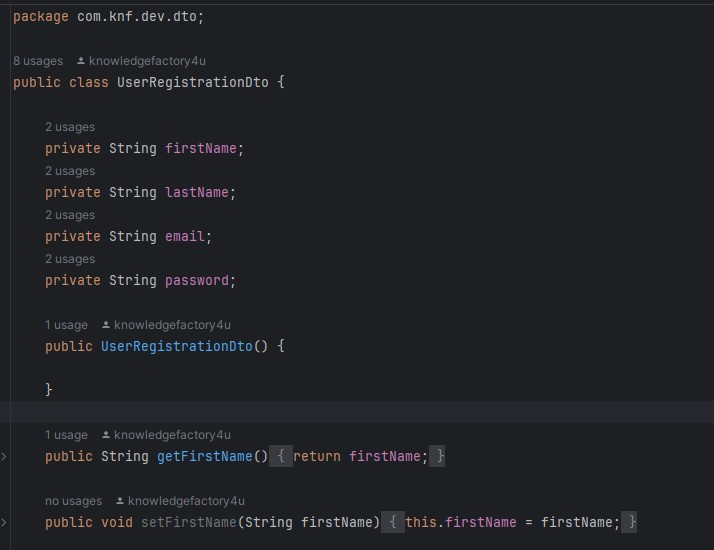 package com.knf.dev.dto;
8 usages knowledgefactory4u
public class UserRegistrationDto {
2 usages
private String firstName;
2 usages
private String lastName;
2 usages
private String email;
2 usages
private String password;
1 usage knowledgefactory4u
public UserRegistrationDto() {
}
1 usage knowledgefactory4u
public String getFirstName() { return firstName; }
no usages knowledgefactory4u
public void setFirstName(String firstName) { this.firstName = firstName; }